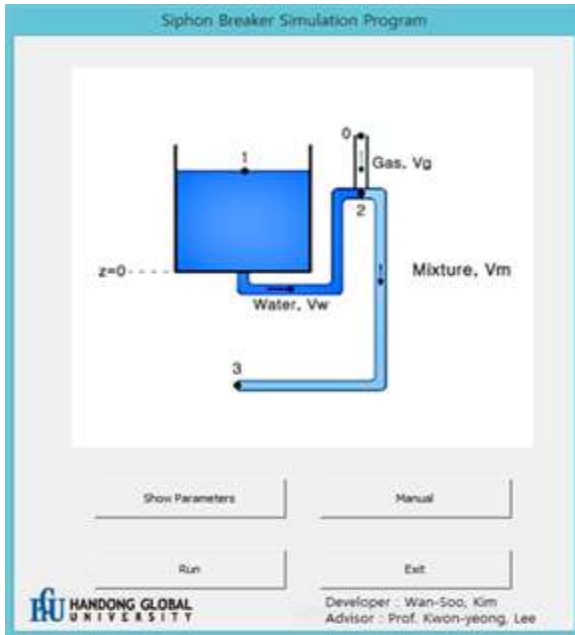 Siphon Breaker Simulation Program
0
1
Gas, Vg
2
z=0
Mixture, Vm
Water, Vw
3
Show Parameters
Manual
Run
Exit
HANDONG GLOBAL
UNIVERSITY
Developer : Wan-Soo, Kim
Advisor : Prof. Kwon-yeong, Lee